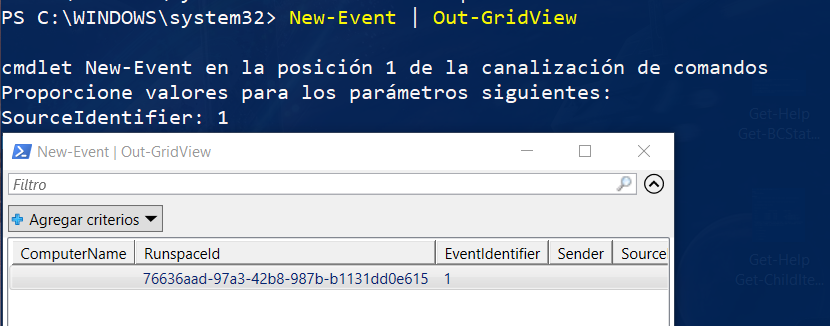 PS C:\WINDOWS\system32> New-Event | Out-GridView
cmdlet New-Event en la posición 1 de la canalización de comandos
Proporcione valores para los parámetros siguientes:
SourceIdentifier: 1
Get-Help
Get-BCStat...
New-Event | Out-GridView
Filtro
Agregar criterios
ComputerName RunspaceId EventIdentifier Sender Source
76636aad-97a3-42b8-987b-b1131dd0e615 1
Get-Help
Get-Childite...